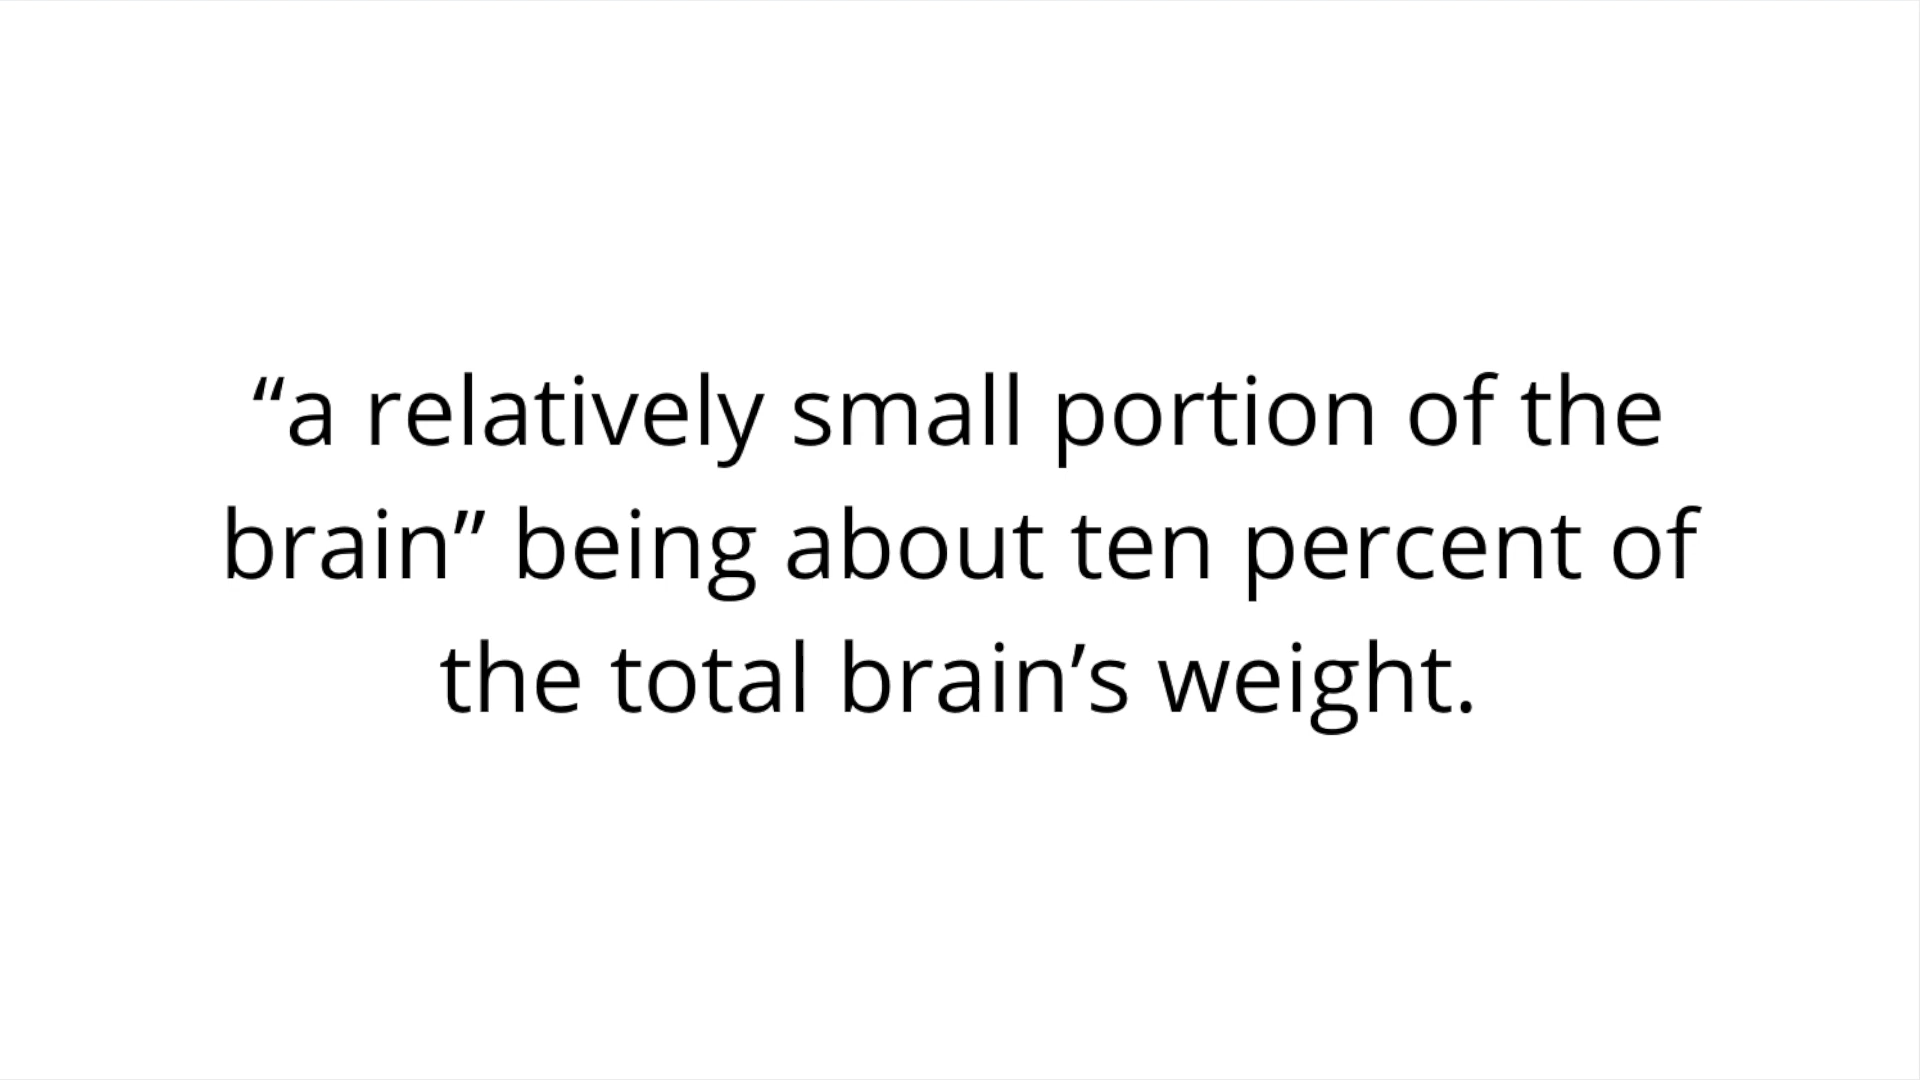 “a relatively small portion of the
brain” being about ten percent of
the total brain’s weight.